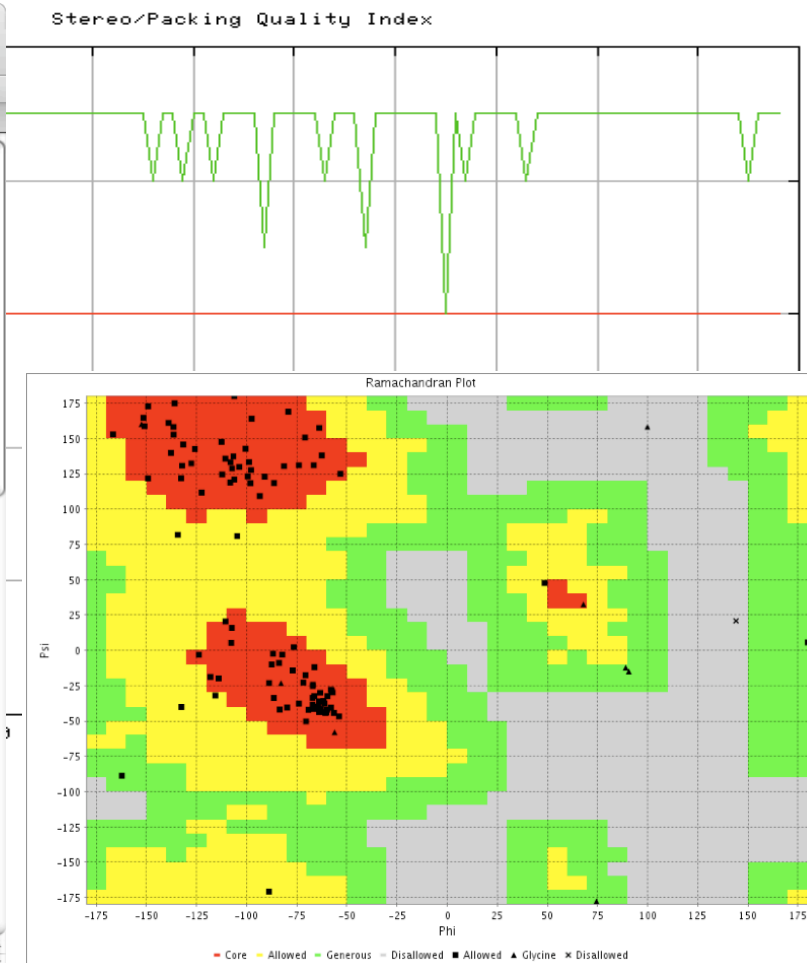 Stereo/Packing Quality Index
Ramachandran Plot
175
150
125
100
75
50
25
0
-25
-50
-75
-100
-125
-150
-175
Psi
-175 -150 -125 -100 -75 -50 -25 0 25 50 75 100 125 150 175
Phi
Core Allowed Generous Disallowed Allowed Glycine Disallowed